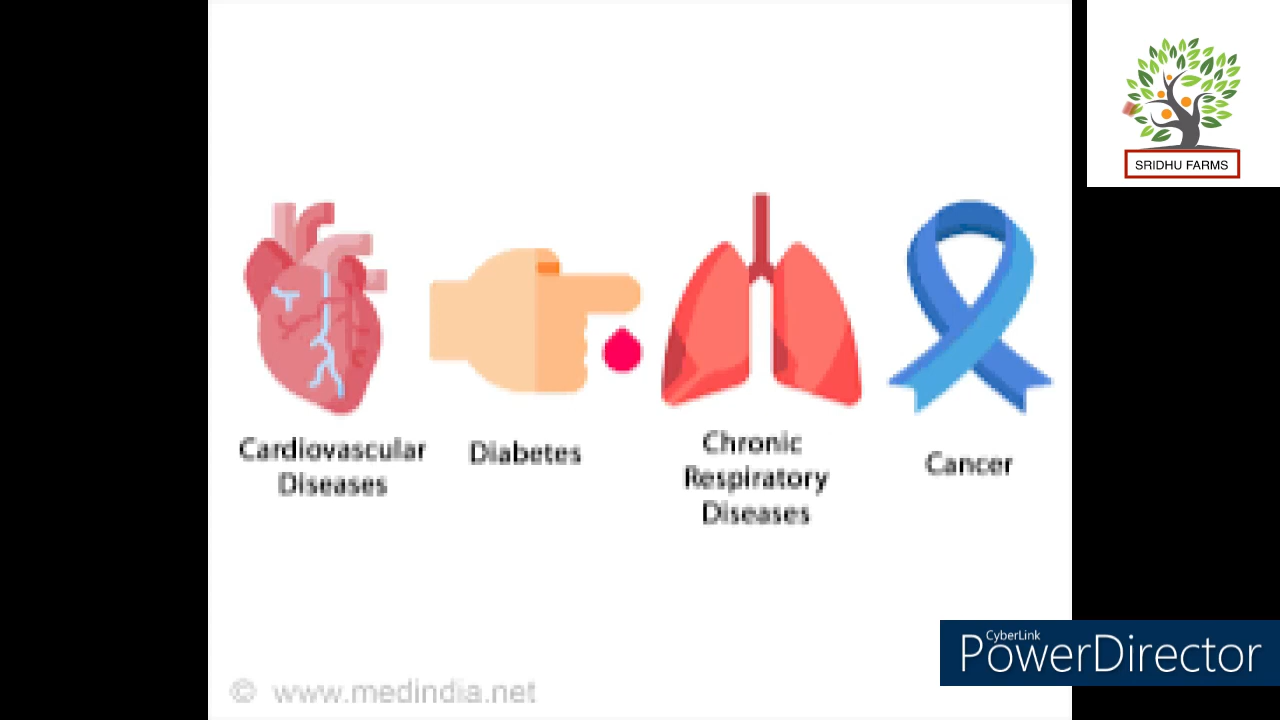 SRIDHU FARMS
Cardiovascular
Diseases
Diabetes
Chronic
Respiratory
Diseases
Cancer
CyberLink
PowerDirector
© www.medindia.net